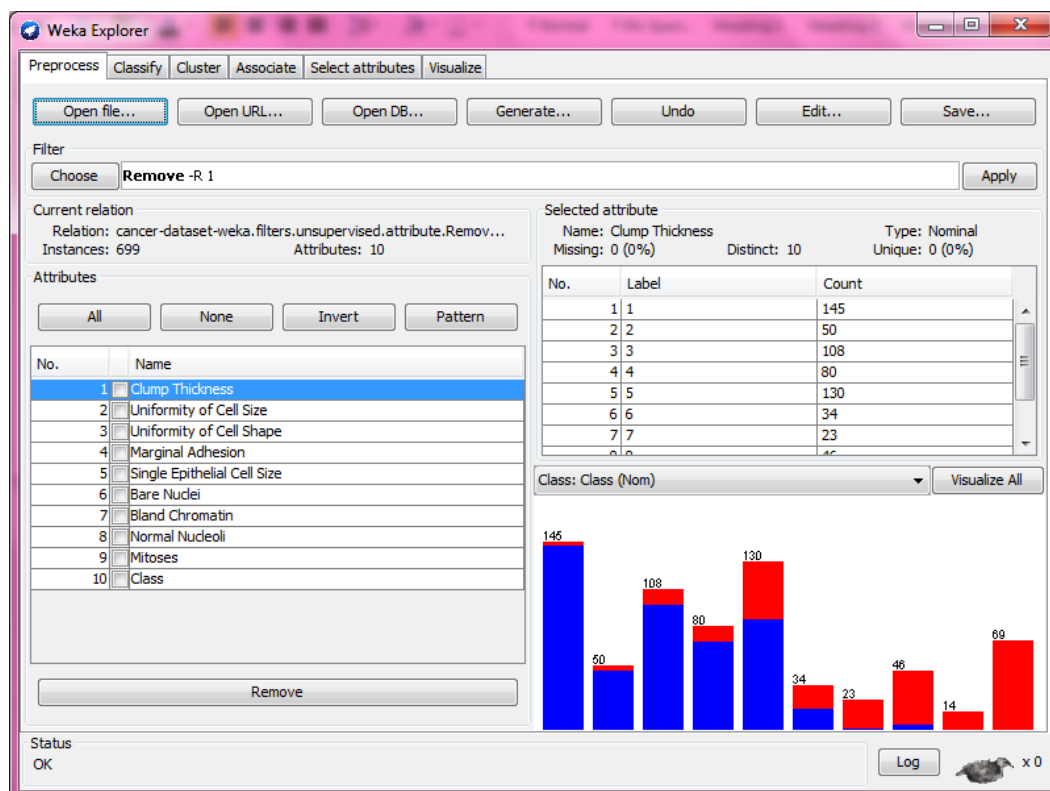 Weka Explorer
Preprocess Classify Cluster Associate Select attributes Visualize
Open file... Open URL... Open DB... Generate... Undo Edit... Save...
Filter
Choose Remove -R 1 Apply
Current relation
Relation: cancer-dataset-weka.filters.unsupervised.attribute.Remov...
Instances: 699 Attributes: 10
Attributes
All None Invert Pattern
No. Name
1 Clump Thickness
2 Uniformity of Cell Size
3 Uniformity of Cell Shape
4 Marginal Adhesion
5 Single Epithelial Cell Size
6 Bare Nuclei
7 Bland Chromatin
8 Normal Nucleoli
9 Mitoses
10 Class
Remove
Selected attribute
Name: Clump Thickness Type: Nominal
Missing: 0 (0%) Distinct: 10 Unique: 0 (0%)
No. Label Count
1 1 145
2 2 50
3 3 108
4 4 80
5 5 130
6 6 34
7 7 23
Class: Class (Nom) Visualize All
145 50 108 80 130 34 23 46 14 69
Status
OK
Log x 0